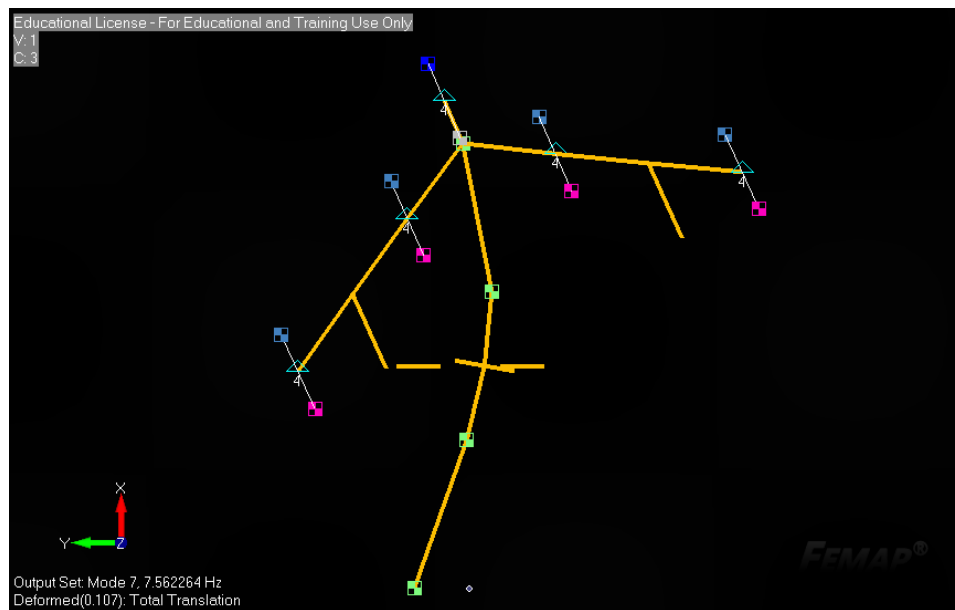 Educational License - For Educational and Training Use Only
V: 1
C: 3
4
4
4
4
4
X
Y
Z
FEMAP®
Output Set: Mode 7, 7.562264 Hz
Deformed(0.107): Total Translation